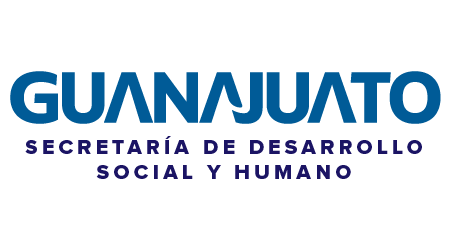 GUANAJUATO
SECRETARÍA DE DESARROLLO
SOCIAL Y HUMANO